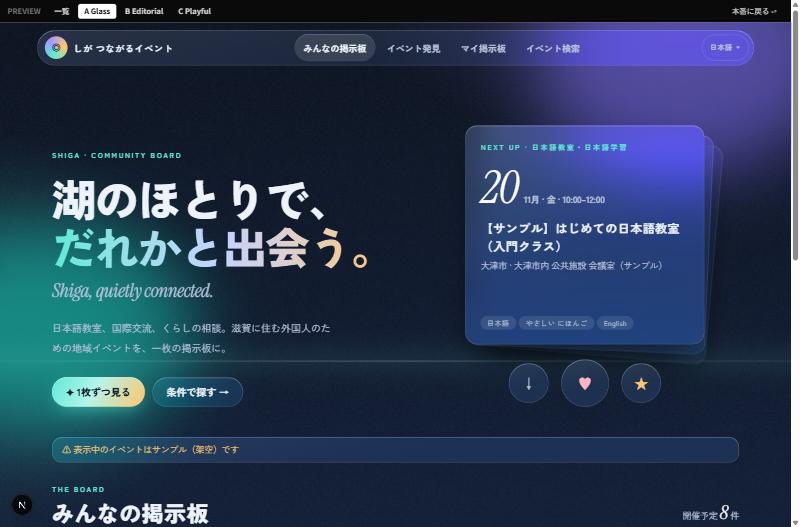 PREVIEW 一覧 A Glass B Editorial C Playful 本番に戻る
しが つながるイベント みんなの掲示板 イベント発見 マイ掲示板 イベント検索 日本語
SHIGA · COMMUNITY BOARD
湖のほとりで、
だれかと出会う。
Shiga, quietly connected.
日本語教室、国際交流、くらしの相談。滋賀に住む外国人のた
めの地域イベントを、一枚の掲示板に。
✦ 1枚ずつ見る 条件で探す →
NEXT UP · 日本語教室・日本語学習
20 11月 · 金 · 10:00–12:00
【サンプル】はじめての日本語教室
（入門クラス）
大津市 · 大津市内 公共施設 会議室（サンプル）
日本語 やさしい にほんご English
↓ ♥ ★
⚠ 表示中のイベントはサンプル（架空）です
THE BOARD
みんなの掲示板 開催予定 8 件
N